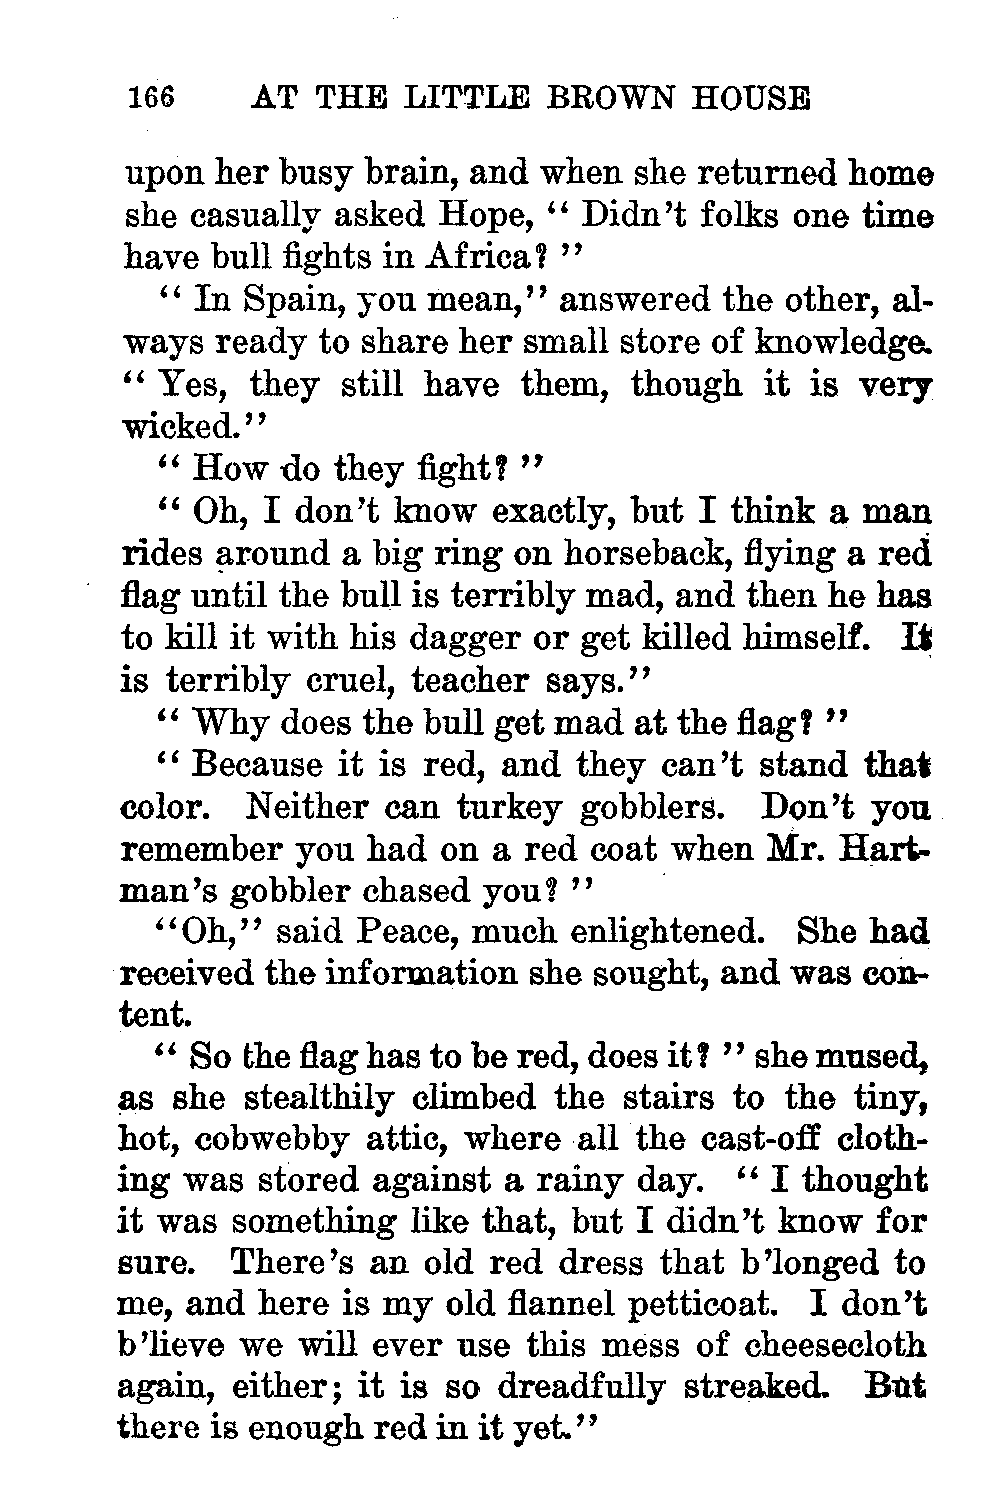 166 AT THE LITTLE BROWN HOUSE
upon her busy brain, and when she returned home
she casually asked Hope, “ Didn’t folks one time
have bull fights in Africa? ”
“ In Spain, you mean,” answered the other, al-
ways ready to share her small store of knowledge.
“ Yes, they still have them, though it is very
wicked.”
“ How do they fight? ”
“ Oh, I don’t know exactly, but I think a man
rides around a big ring on horseback, flying a red
flag until the bull is terribly mad, and then he has
to kill it with his dagger or get killed himself. It
is terribly cruel, teacher says.”
“ Why does the bull get mad at the flag? ”
“ Because it is red, and they can’t stand that
color. Neither can turkey gobblers. Don’t you
remember you had on a red coat when Mr. Hart-
man’s gobbler chased you? ”
“Oh,” said Peace, much enlightened. She had
received the information she sought, and was con-
tent.
“ So the flag has to be red, does it? ” she mused,
as she stealthily climbed the stairs to the tiny,
hot, cobwebby attic, where all the cast-off cloth-
ing was stored against a rainy day. “ I thought
it was something like that, but I didn’t know for
sure. There’s an old red dress that b’longed to
me, and here is my old flannel petticoat. I don’t
b’lieve we will ever use this mess of cheesecloth
again, either; it is so dreadfully streaked. But
there is enough red in it yet.”